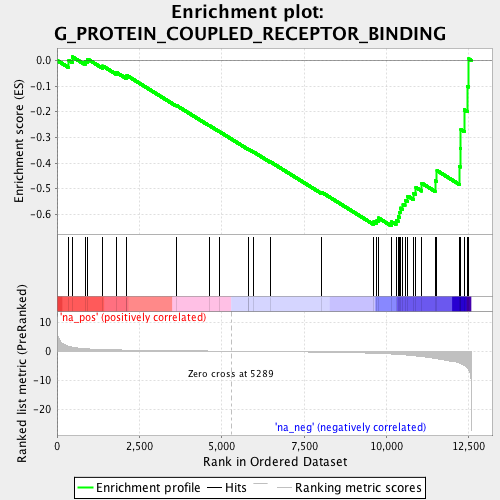 Enrichment plot:
G_PROTEIN_COUPLED_RECEPTOR_BINDING
Enrichment score (ES)
0.0
-0.1
-0.2
-0.3
-0.4
-0.5
-0.6
'na_pos' (positively correlated)
Ranked list metric (PreRanked)
10
5
0
-5
-10
-15
-20
Zero cross at 5289
'na_neg' (negatively correlated)
0
2,500
5,000
7,500
10,000
12,500
Rank in Ordered Dataset
Enrichment profile
Hits
Ranking metric scores